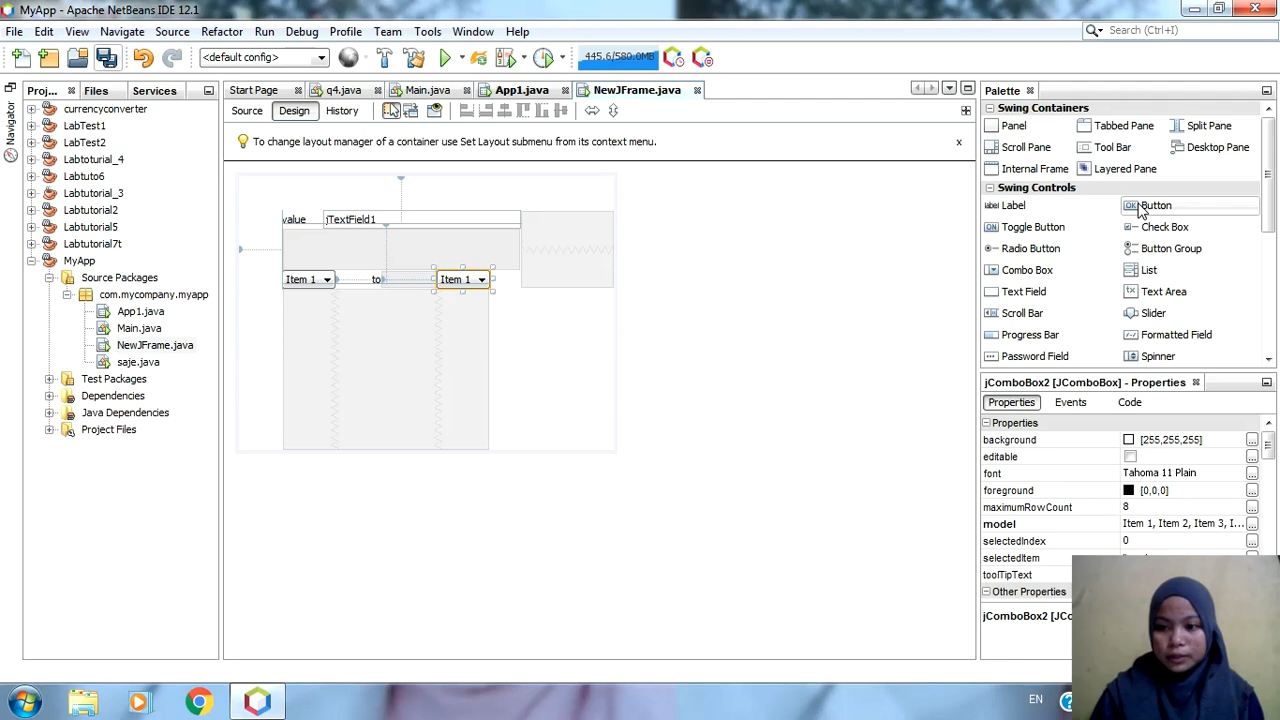 MyApp - Apache NetBeans IDE 12.1
File Edit View Navigate Source Refactor Run Debug Profile Team Tools Window Help
Search (Ctrl+I)
<default config>
445.6/580.0MB
Navigator
Proj... Files Services
currencyconverter
LabTest1
LabTest2
Labtoturial_4
Labtuto6
Labtutorial_3
Labtutorial2
Labtutorial5
Labtutorial7t
MyApp
Source Packages
com.mycompany.myapp
App1.java
Main.java
NewJFrame.java
saje.java
Test Packages
Dependencies
Java Dependencies
Project Files
Start Page q4.java Main.java App1.java NewJFrame.java
Source Design History
To change layout manager of a container use Set Layout submenu from its context menu. x
value jTextField1
Item 1 to Item 1
Palette
Swing Containers
Panel Tabbed Pane Split Pane
Scroll Pane Tool Bar Desktop Pane
Internal Frame Layered Pane
Swing Controls
Label Button
Toggle Button Check Box
Radio Button Button Group
Combo Box List
Text Field Text Area
Scroll Bar Slider
Progress Bar Formatted Field
Password Field Spinner
jComboBox2 [JComboBox] - Properties
Properties Events Code
Properties
background [255,255,255] ...
editable ...
font Tahoma 11 Plain ...
foreground [0,0,0] ...
maximumRowCount 8 ...
model Item 1, Item 2, Item 3, I... ...
selectedIndex 0 ...
selectedItem
toolTipText
Other Properties
jComboBox2 [JCo
EN